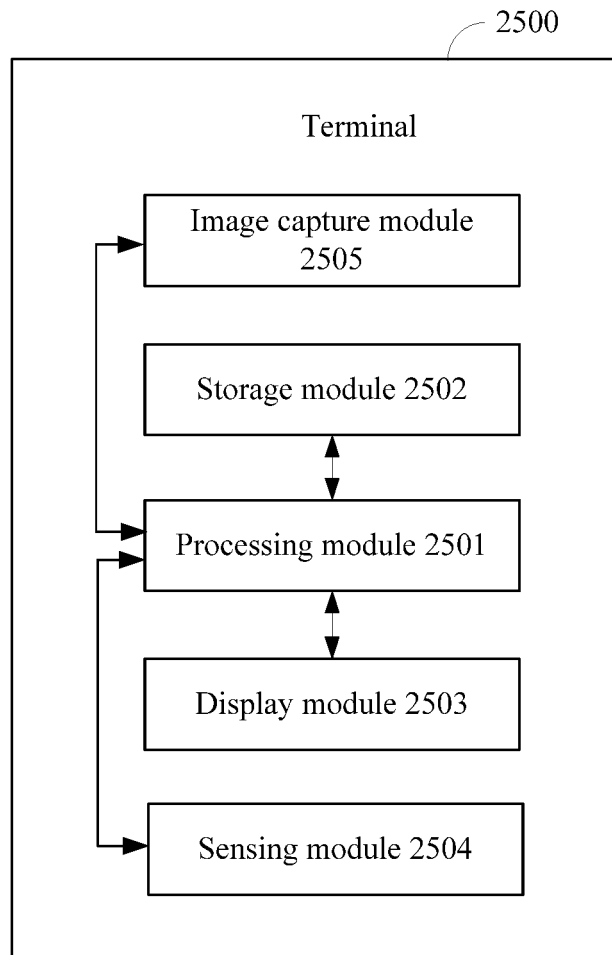 2500
Terminal
Image capture module
2505
Storage module 2502
Processing module 2501
Display module 2503
Sensing module 2504